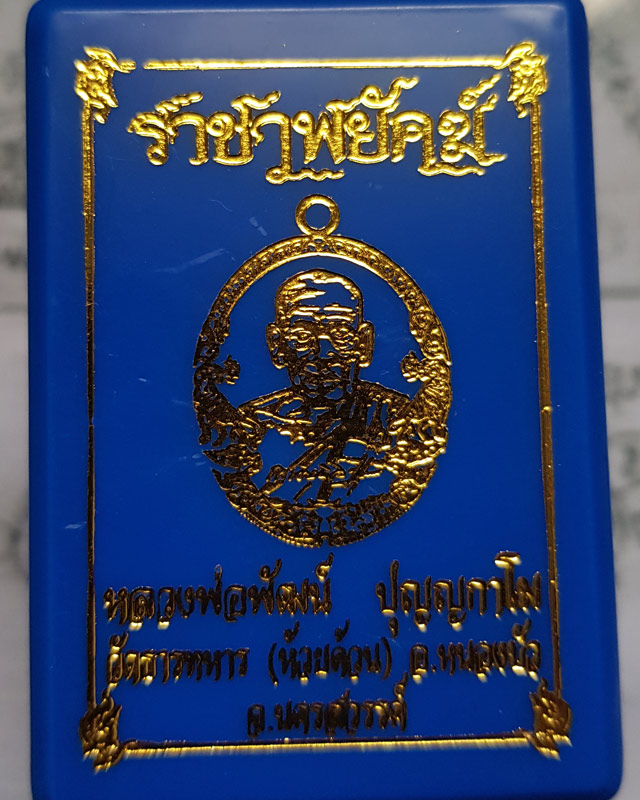 ราชาพยัคฆ์
หลวงพ่อพัฒน์ ปุญญกาโม
วัดธารทหาร (ห้วยด้วน) อ.หนองบัว
จ.นครสวรรค์